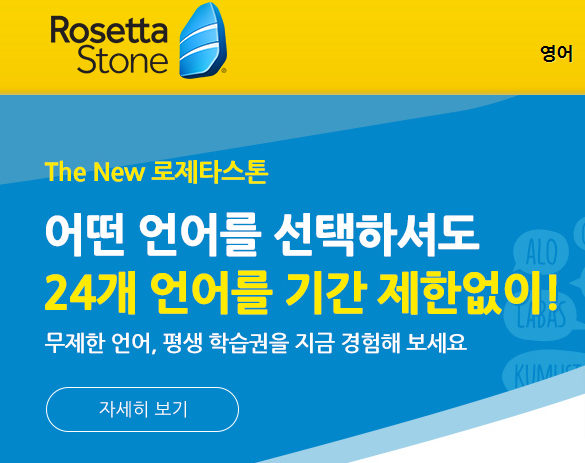 Rosetta
Stone
영어
The New 로제타스톤
어떤 언어를 선택하셔도
24개 언어를 기간 제한없이!
무제한 언어, 평생 학습권을 지금 경험해 보세요
자세히 보기
ALO
LABAS